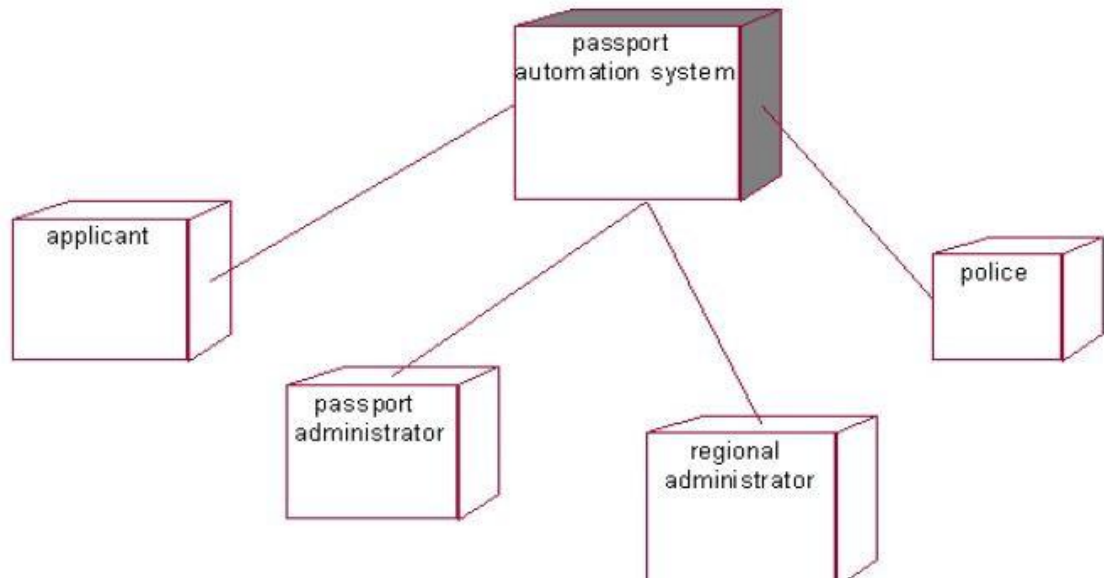 passport
automation system
applicant
police
passport
administrator
regional
administrator